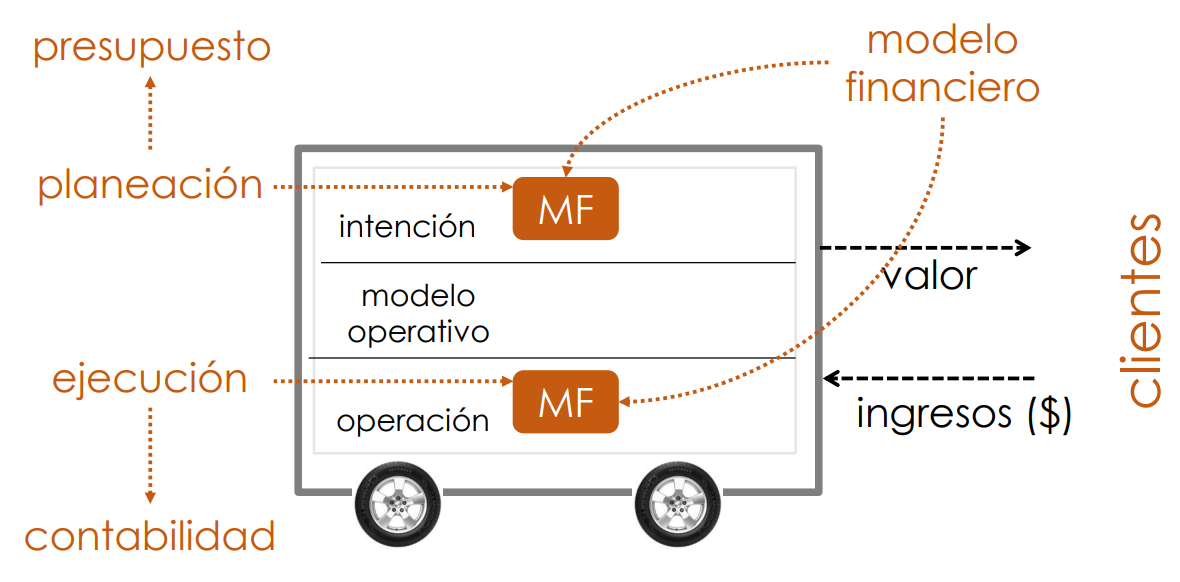 presupuesto
modelo
financiero
planeación
MF
intención
valor
clientes
modelo
operativo
ejecución
MF
operación
ingresos ($)
contabilidad